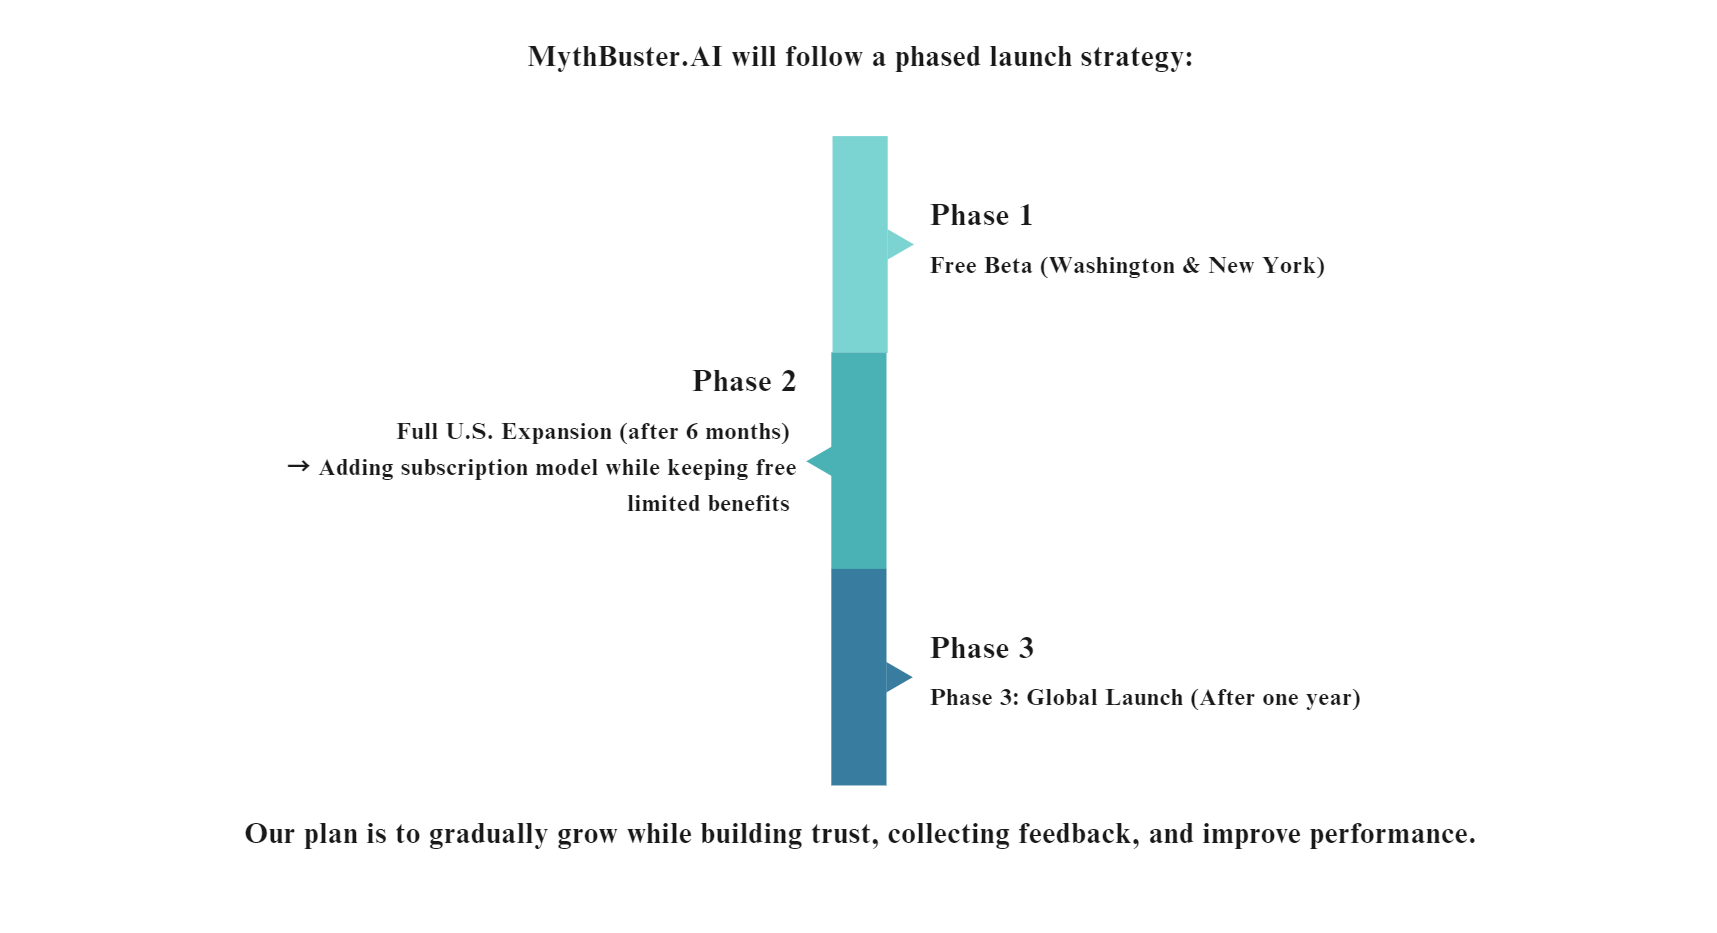 MythBuster.AI will follow a phased launch strategy:
Phase 1
Free Beta (Washington & New York)
Phase 2
Full U.S. Expansion (after 6 months)
→ Adding subscription model while keeping free
limited benefits
Phase 3
Phase 3: Global Launch (After one year)
Our plan is to gradually grow while building trust, collecting feedback, and improve performance.